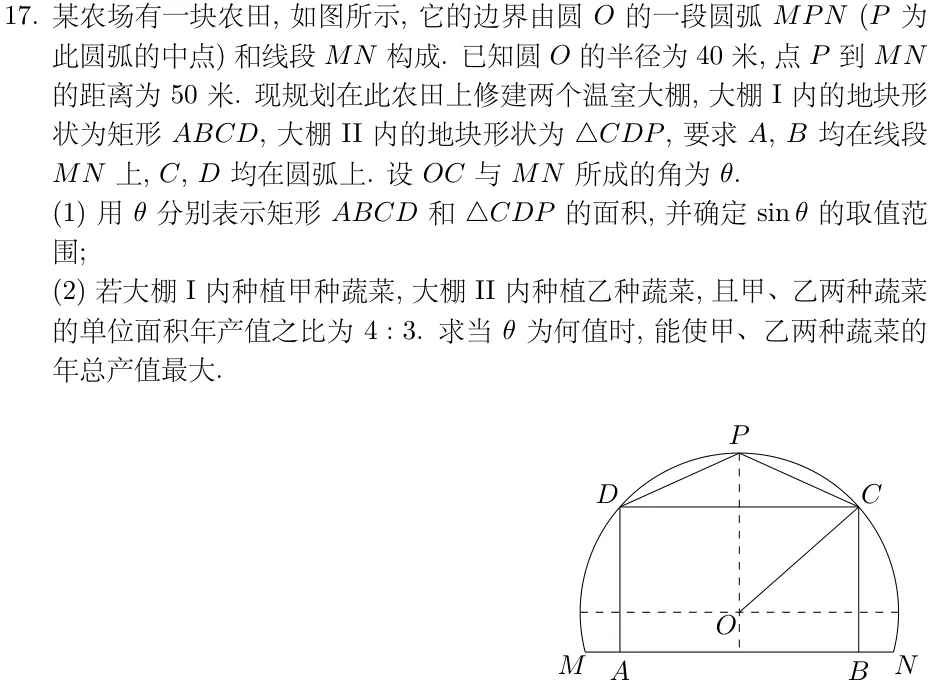 17. 某农场有一块农田, 如图所示, 它的边界由圆 O 的一段圆弧 MPN (P 为
此圆弧的中点) 和线段 MN 构成. 已知圆 O 的半径为 40 米, 点 P 到 MN
的距离为 50 米. 现规划在此农田上修建两个温室大棚, 大棚 I 内的地块形
状为矩形 ABCD, 大棚 II 内的地块形状为 △CDP, 要求 A, B 均在线段
MN 上, C, D 均在圆弧上. 设 OC 与 MN 所成的角为 θ.
(1) 用 θ 分别表示矩形 ABCD 和 △CDP 的面积, 并确定 sin θ 的取值范
围;
(2) 若大棚 I 内种植甲种蔬菜, 大棚 II 内种植乙种蔬菜, 且甲、乙两种蔬菜
的单位面积年产值之比为 4 : 3. 求当 θ 为何值时, 能使甲、乙两种蔬菜的
年总产值最大.
P
D C
O
M A B N